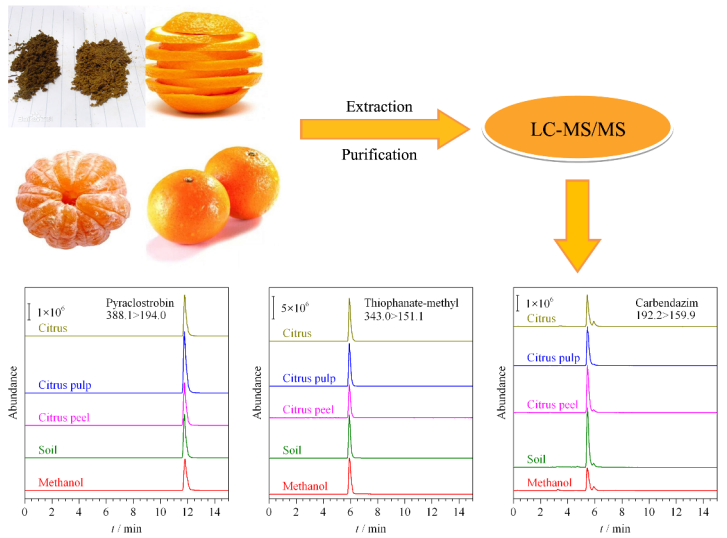 Extraction
Purification
LC-MS/MS
1×10⁶
Pyraclostrobin
388.1>194.0
Citrus
Citrus pulp
Citrus peel
Soil
Methanol
Abundance
0 2 4 6 8 10 12 14
t / min
5×10⁶
Thiophanate-methyl
343.0>151.1
Citrus
Citrus pulp
Citrus peel
Soil
Methanol
Abundance
0 2 4 6 8 10 12 14
t / min
1×10⁶
Carbendazim
192.2>159.9
Citrus
Citrus pulp
Citrus peel
Soil
Methanol
Abundance
0 2 4 6 8 10 12 14
t / min